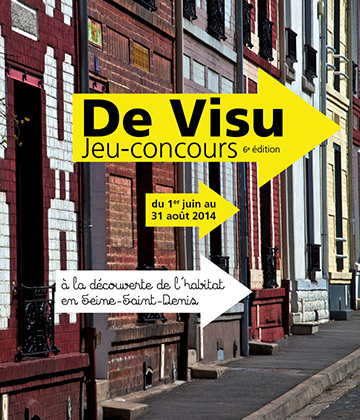 De Visu
Jeu-concours 6e édition
du 1er juin au
31 août 2014
à la découverte de l'habitat
en Seine-Saint-Denis